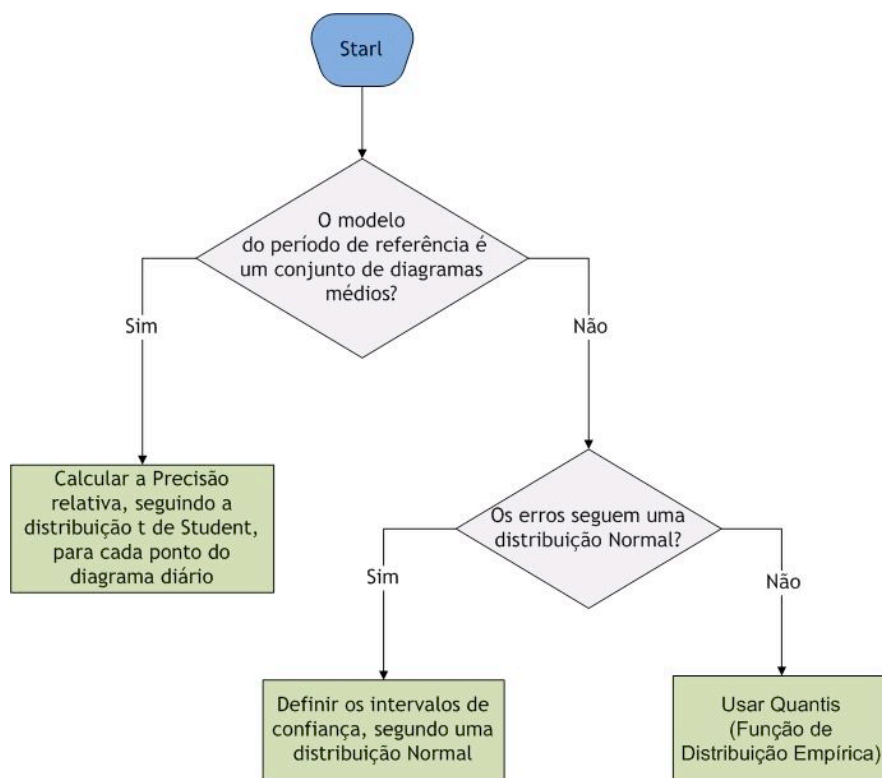 Starl
O modelo
do período de referência é
um conjunto de diagramas
médios?
Sim
Não
Calcular a Precisão
relativa, seguindo a
distribuição t de Student,
para cada ponto do
diagrama diário
Os erros seguem uma
distribuição Normal?
Sim
Não
Definir os intervalos de
confiança, segundo uma
distribuição Normal
Usar Quantis
(Função de
Distribuição Empírica)